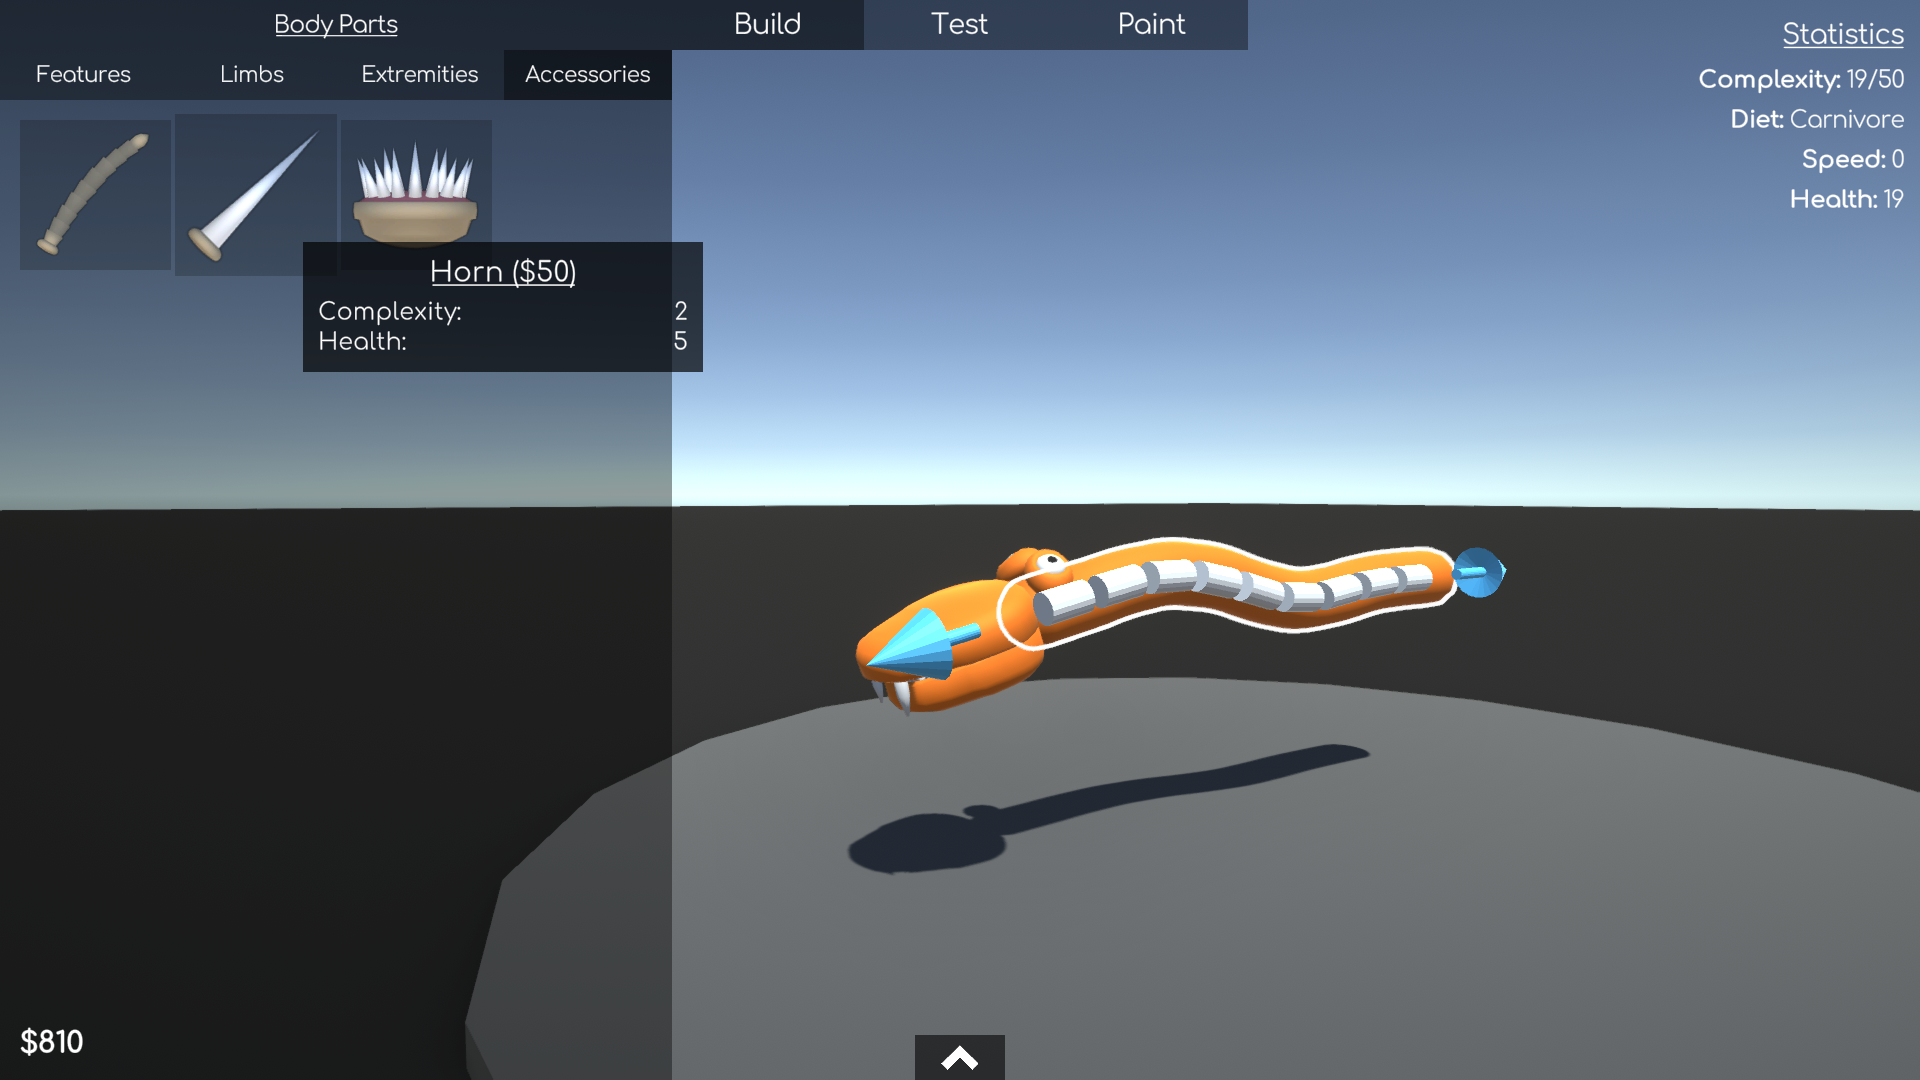 Body Parts
Build
Test
Paint
Features
Limbs
Extremities
Accessories
Horn ($50)
Complexity: 2
Health: 5
Statistics
Complexity: 19/50
Diet: Carnivore
Speed: 0
Health: 19
$810